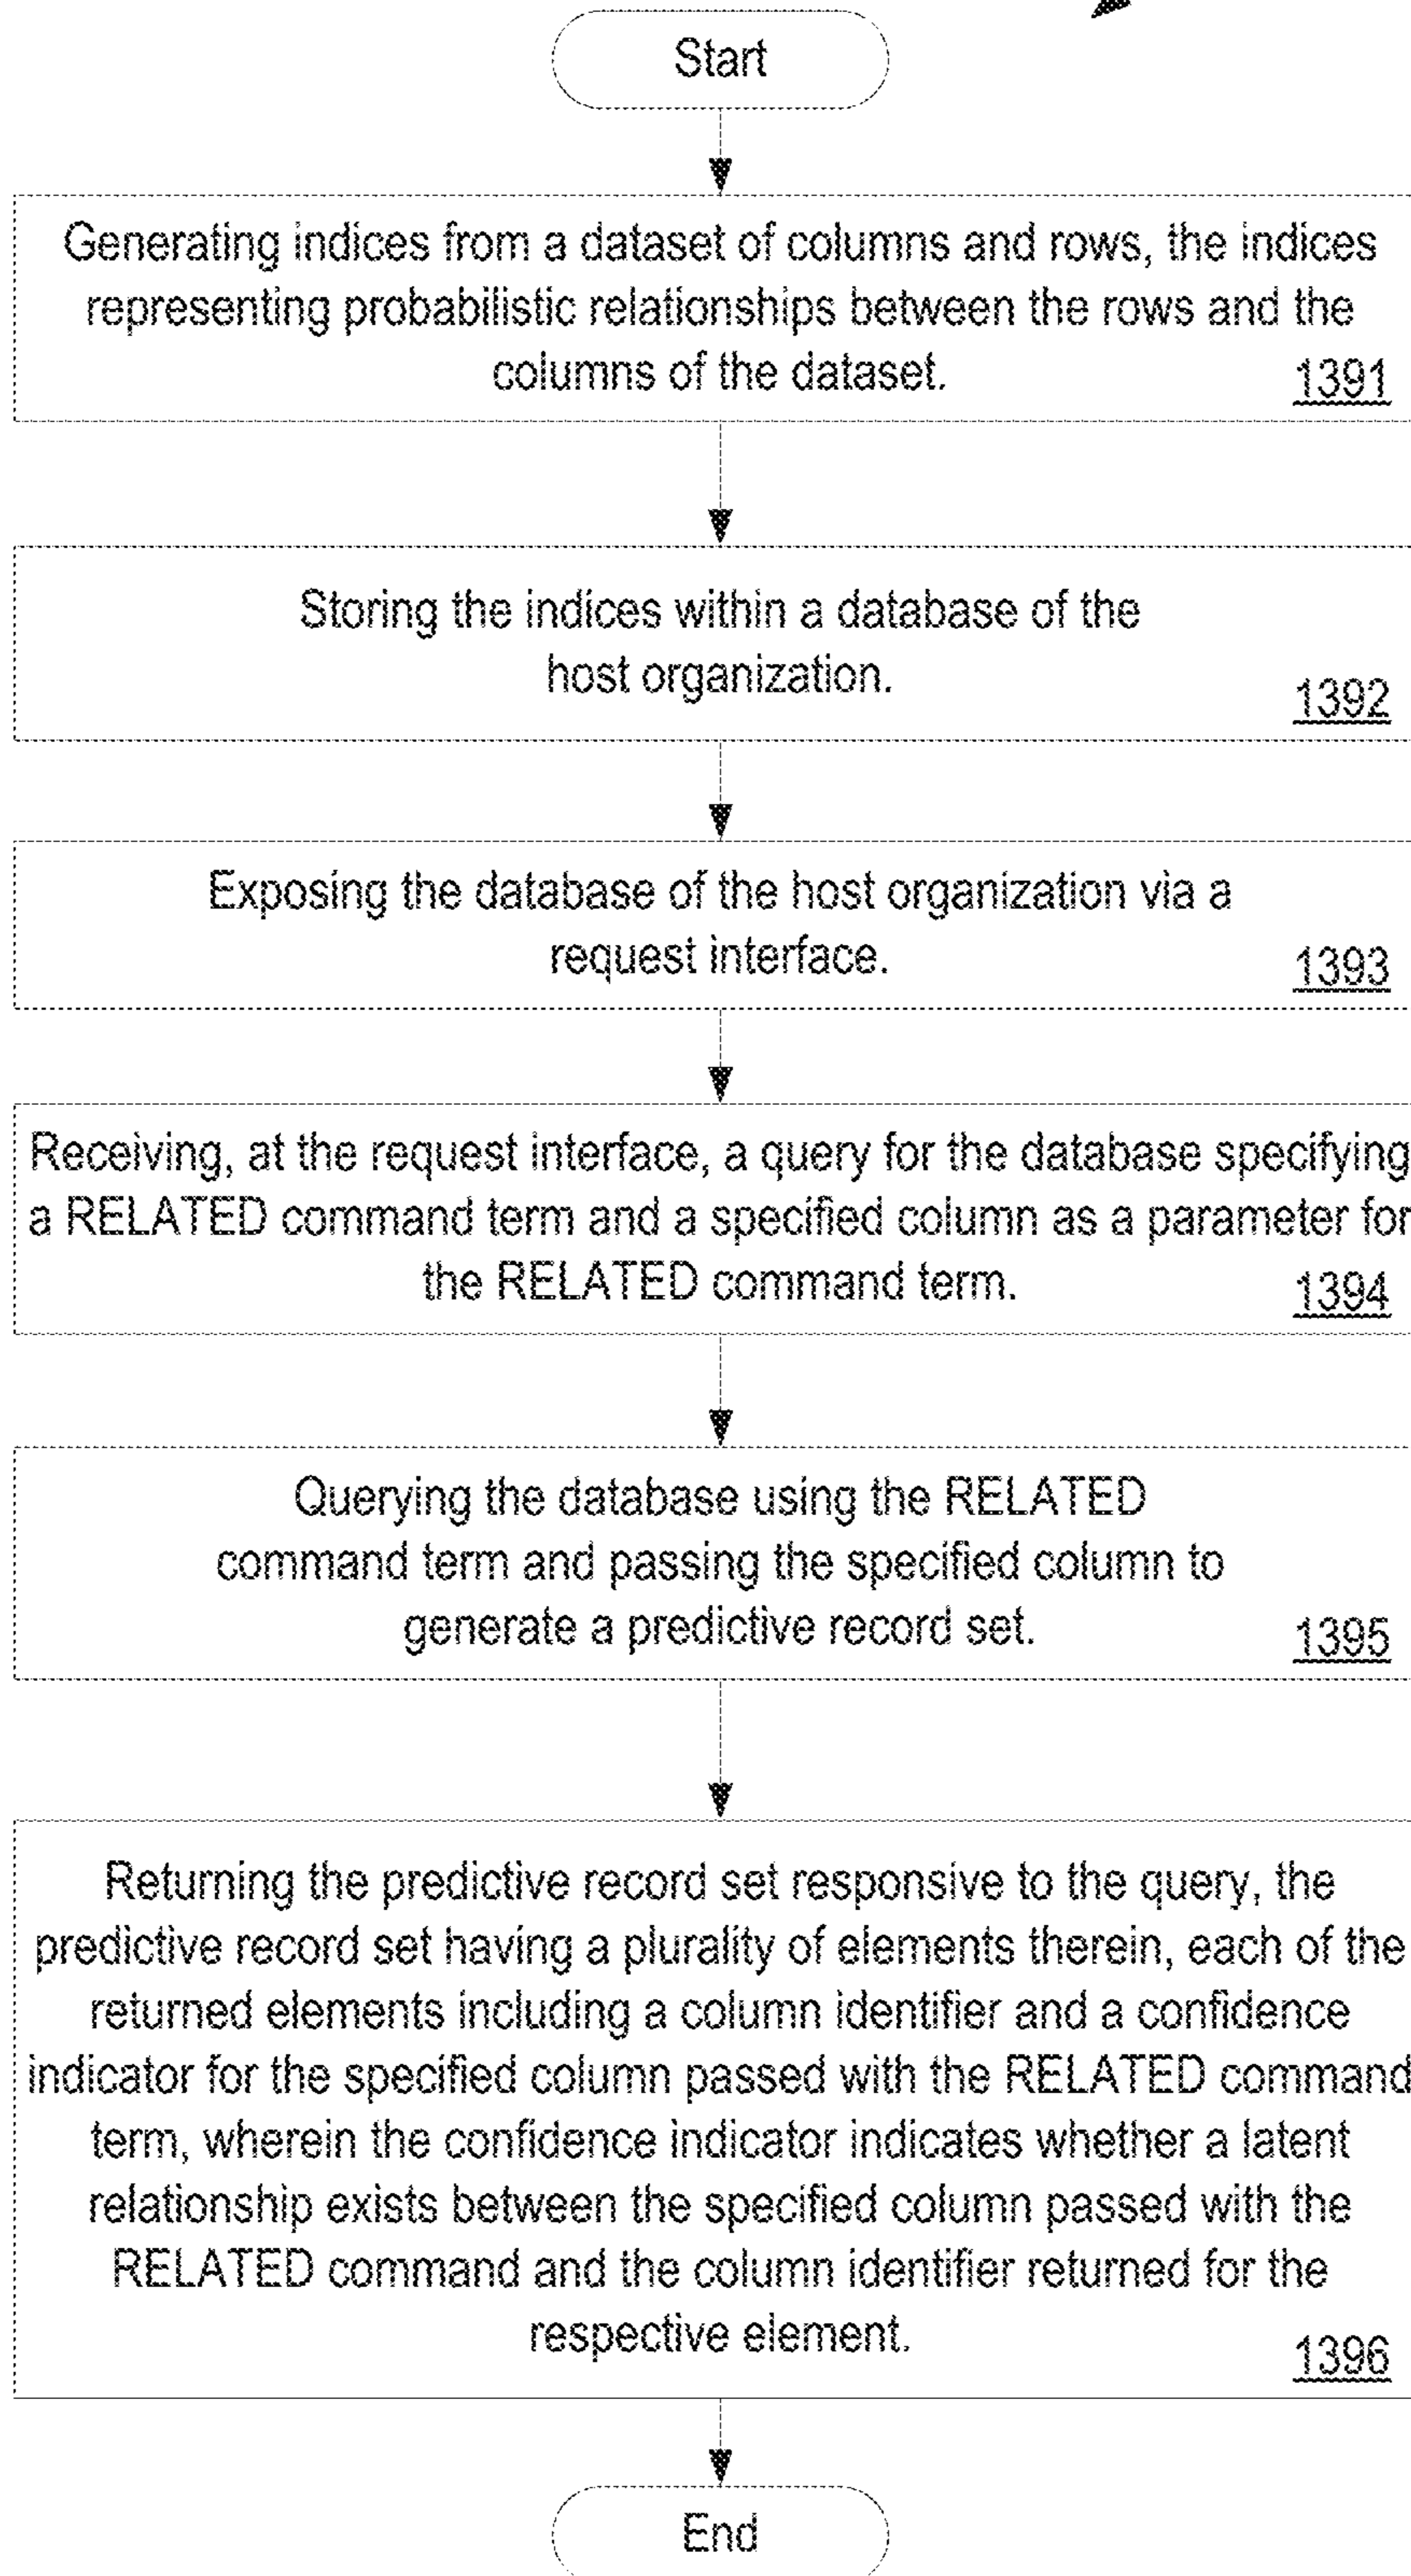 Start
Generating indices from a dataset of columns and rows, the indices
representing probabilistic relationships between the rows and the
columns of the dataset.
1391
Storing the indices within a database of the
host organization.
1392
Exposing the database of the host organization via a
request interface.
1393
Receiving, at the request interface, a query for the database specifying
a RELATED command term and a specified column as a parameter for
the RELATED command term.
1394
Querying the database using the RELATED
command term and passing the specified column to
generate a predictive record set.
1395
Returning the predictive record set responsive to the query, the
predictive record set having a plurality of elements therein, each of the
returned elements including a column identifier and a confidence
indicator for the specified column passed with the RELATED command
term, wherein the confidence indicator indicates whether a latent
relationship exists between the specified column passed with the
RELATED command and the column identifier returned for the
respective element.
1396
End